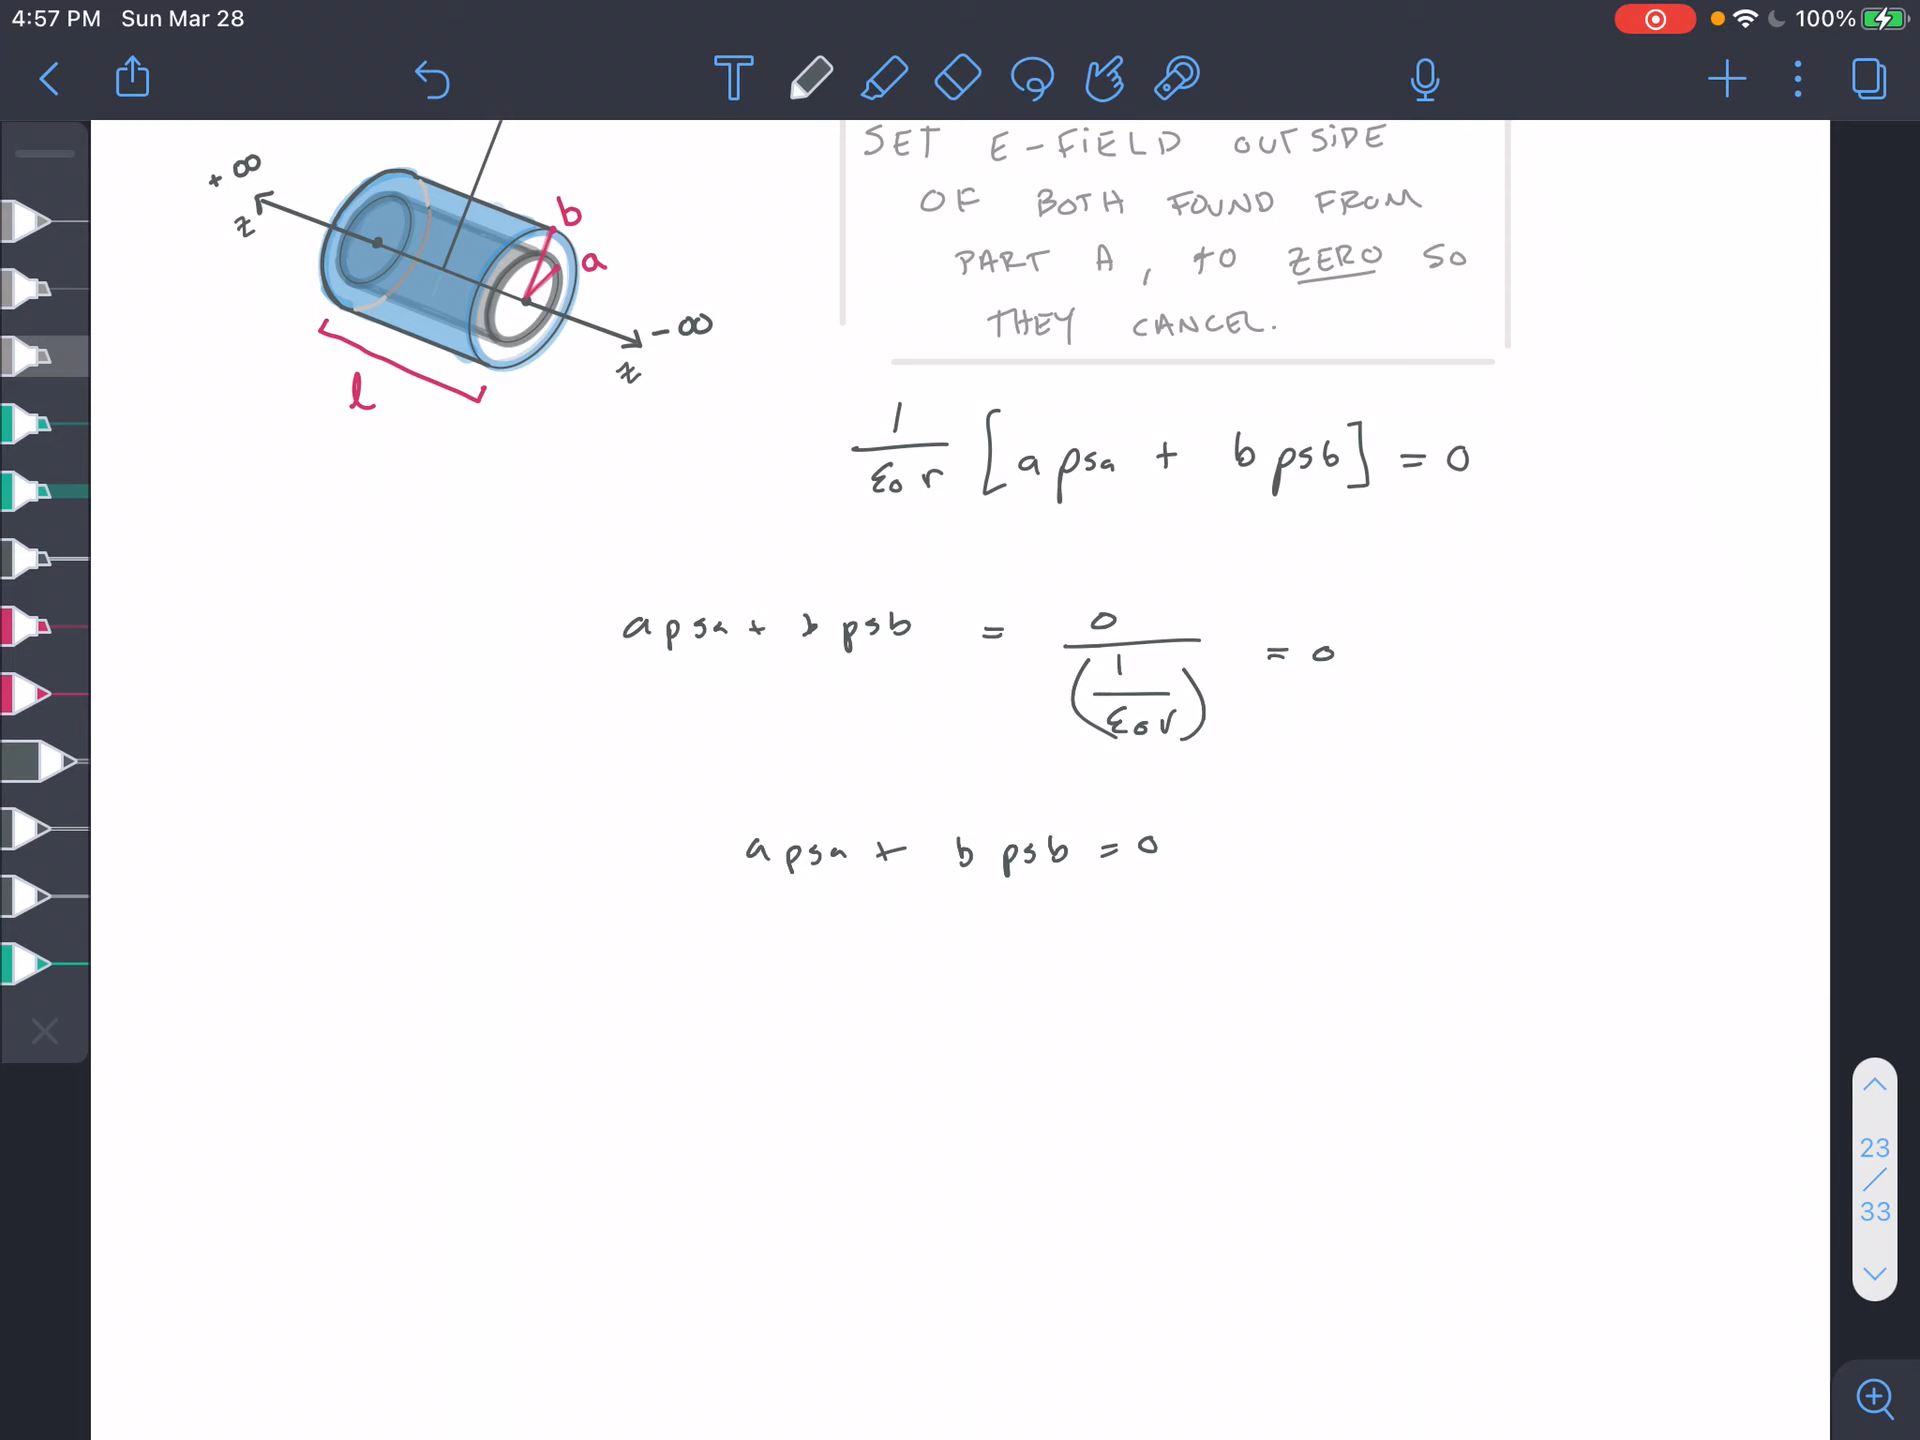 4:57 PM Sun Mar 28
100%
SET E-FIELD OUTSIDE
OF BOTH FOUND FROM
PART A, TO ZERO SO
THEY CANCEL.
+∞
z
b
a
-∞
z
l
1/(ε₀ r) [a ρsa + b ρsb] = 0
a ρsa + b ρsb = 0/(1/(ε₀ r)) = 0
a ρsa + b ρsb = 0
23
/
33